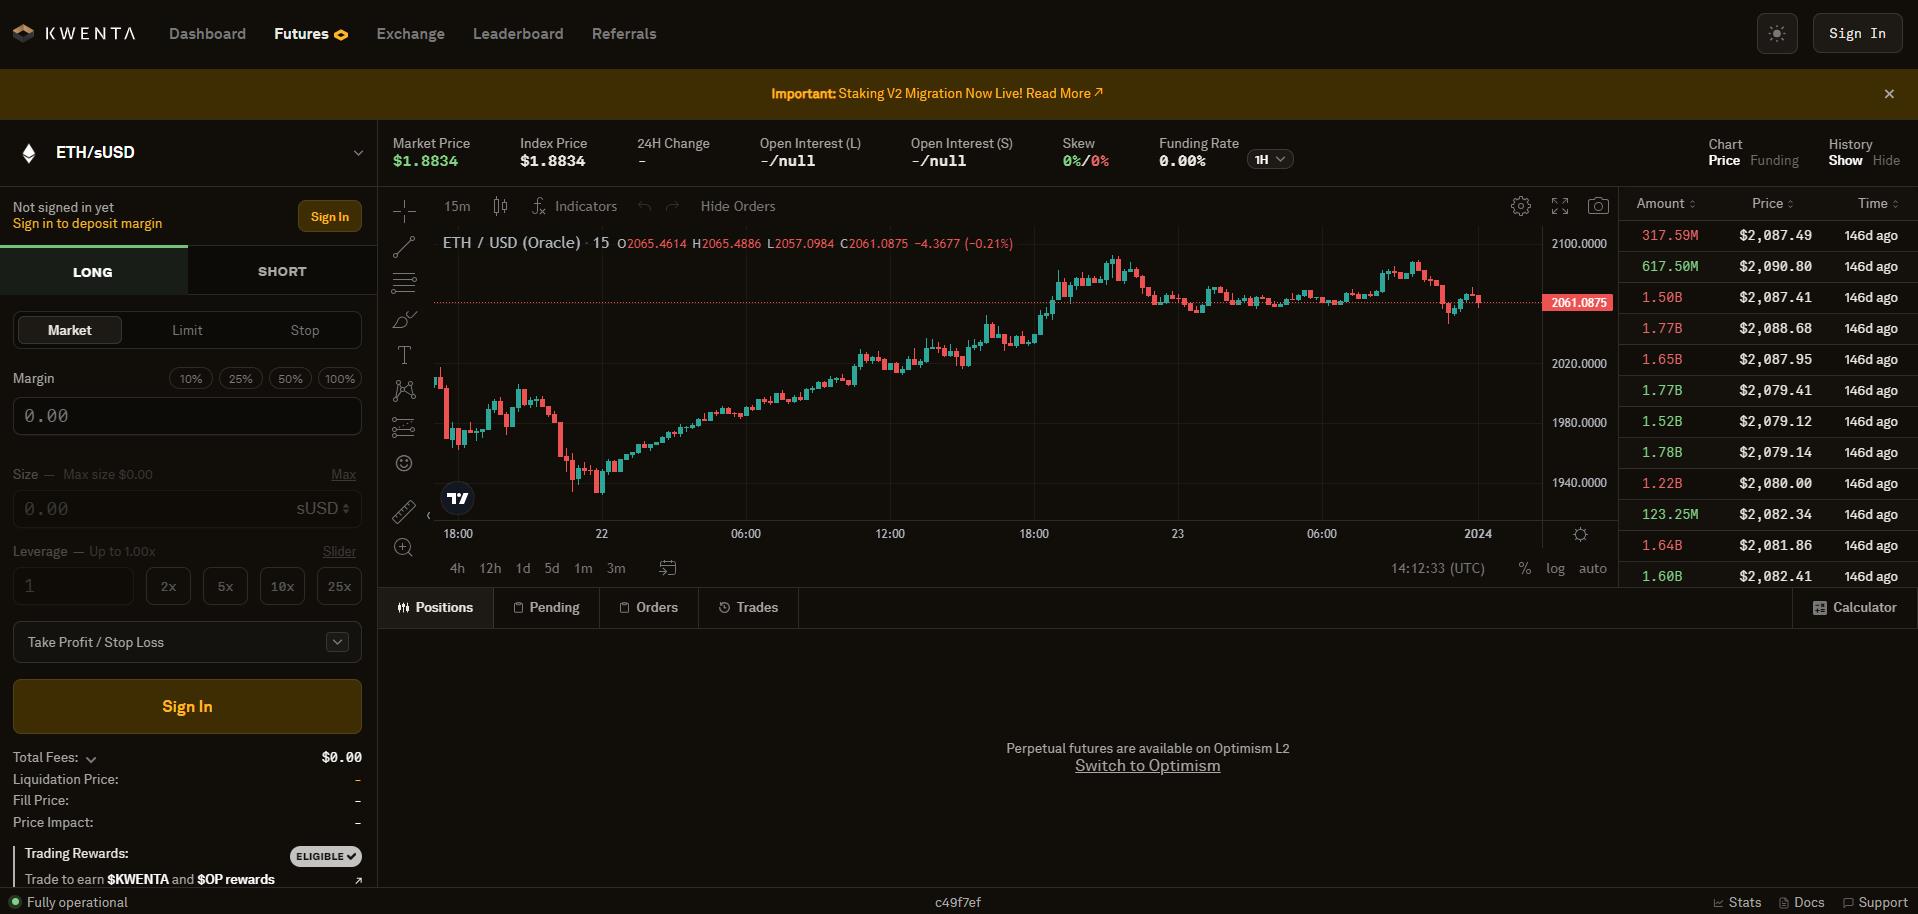 KWENTA Dashboard Futures Exchange Leaderboard Referrals Sign In
Important: Staking V2 Migration Now Live! Read More
ETH/sUSD
Market Price Index Price 24H Change Open Interest (L) Open Interest (S) Skew Funding Rate
$1.8834 $1.8834 - -/null -/null 0%/0% 0.00% 1H
Chart History
Price Funding Show Hide
Not signed in yet
Sign in to deposit margin
Sign In
LONG SHORT
Market Limit Stop
Margin 10% 25% 50% 100%
0.00
Size — Max size $0.00 Max
0.00 sUSD
Leverage — Up to 1.00x Slider
1 2x 5x 10x 25x
Take Profit / Stop Loss
Sign In
Total Fees: $0.00
Liquidation Price: -
Fill Price: -
Price Impact: -
Trading Rewards: ELIGIBLE
Trade to earn $KWENTA and $OP rewards
15m Indicators Hide Orders
ETH / USD (Oracle) · 15 O2065.4614 H2065.4886 L2057.0984 C2061.0875 −4.3677 (−0.21%)
2100.0000
2061.0875
2020.0000
1980.0000
1940.0000
18:00 22 06:00 12:00 18:00 23 06:00 2024
4h 12h 1d 5d 1m 3m 14:12:33 (UTC) % log auto
Amount Price Time
317.59M $2,087.49 146d ago
617.50M $2,090.80 146d ago
1.50B $2,087.41 146d ago
1.77B $2,088.68 146d ago
1.65B $2,087.95 146d ago
1.77B $2,079.41 146d ago
1.52B $2,079.12 146d ago
1.78B $2,079.14 146d ago
1.22B $2,080.00 146d ago
123.25M $2,082.34 146d ago
1.64B $2,081.86 146d ago
1.60B $2,082.41 146d ago
Positions Pending Orders Trades Calculator
Perpetual futures are available on Optimism L2
Switch to Optimism
Fully operational c49f7ef Stats Docs Support